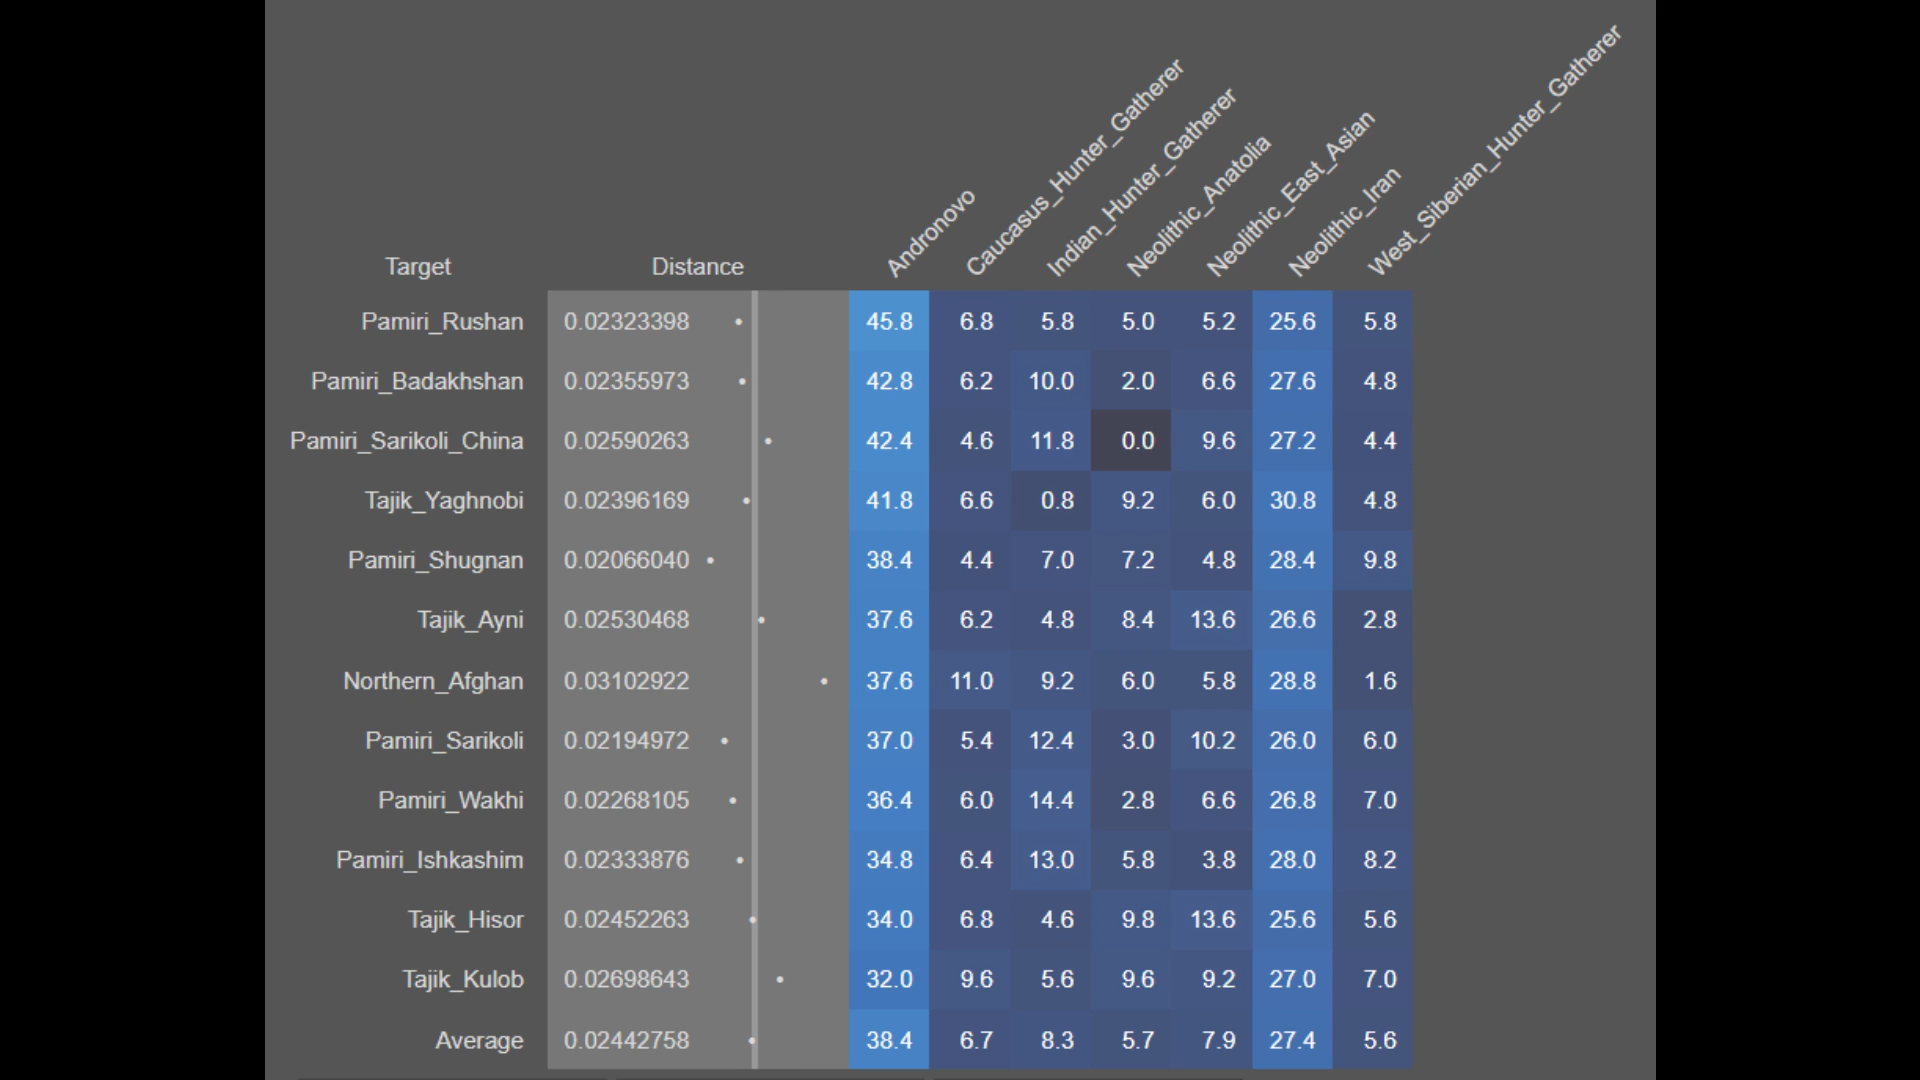 Andronovo Caucasus_Hunter_Gatherer Indian_Hunter_Gatherer Neolithic_Anatolia Neolithic_East_Asian Neolithic_Iran West_Siberian_Hunter_Gatherer
Target Distance
Pamiri_Rushan 0.02323398 45.8 6.8 5.8 5.0 5.2 25.6 5.8
Pamiri_Badakhshan 0.02355973 42.8 6.2 10.0 2.0 6.6 27.6 4.8
Pamiri_Sarikoli_China 0.02590263 42.4 4.6 11.8 0.0 9.6 27.2 4.4
Tajik_Yaghnobi 0.02396169 41.8 6.6 0.8 9.2 6.0 30.8 4.8
Pamiri_Shugnan 0.02066040 38.4 4.4 7.0 7.2 4.8 28.4 9.8
Tajik_Ayni 0.02530468 37.6 6.2 4.8 8.4 13.6 26.6 2.8
Northern_Afghan 0.03102922 37.6 11.0 9.2 6.0 5.8 28.8 1.6
Pamiri_Sarikoli 0.02194972 37.0 5.4 12.4 3.0 10.2 26.0 6.0
Pamiri_Wakhi 0.02268105 36.4 6.0 14.4 2.8 6.6 26.8 7.0
Pamiri_Ishkashim 0.02333876 34.8 6.4 13.0 5.8 3.8 28.0 8.2
Tajik_Hisor 0.02452263 34.0 6.8 4.6 9.8 13.6 25.6 5.6
Tajik_Kulob 0.02698643 32.0 9.6 5.6 9.6 9.2 27.0 7.0
Average 0.02442758 38.4 6.7 8.3 5.7 7.9 27.4 5.6